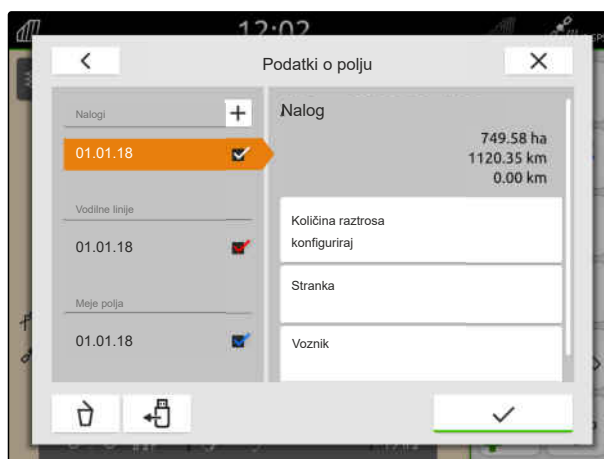 12:02
Podatki o polju
Nalogi
01.01.18
Vodilne linije
01.01.18
Meje polja
01.01.18
Nalog
749.58 ha
1120.35 km
0.00 km
Količina raztrosa
konfiguriraj
Stranka
Voznik